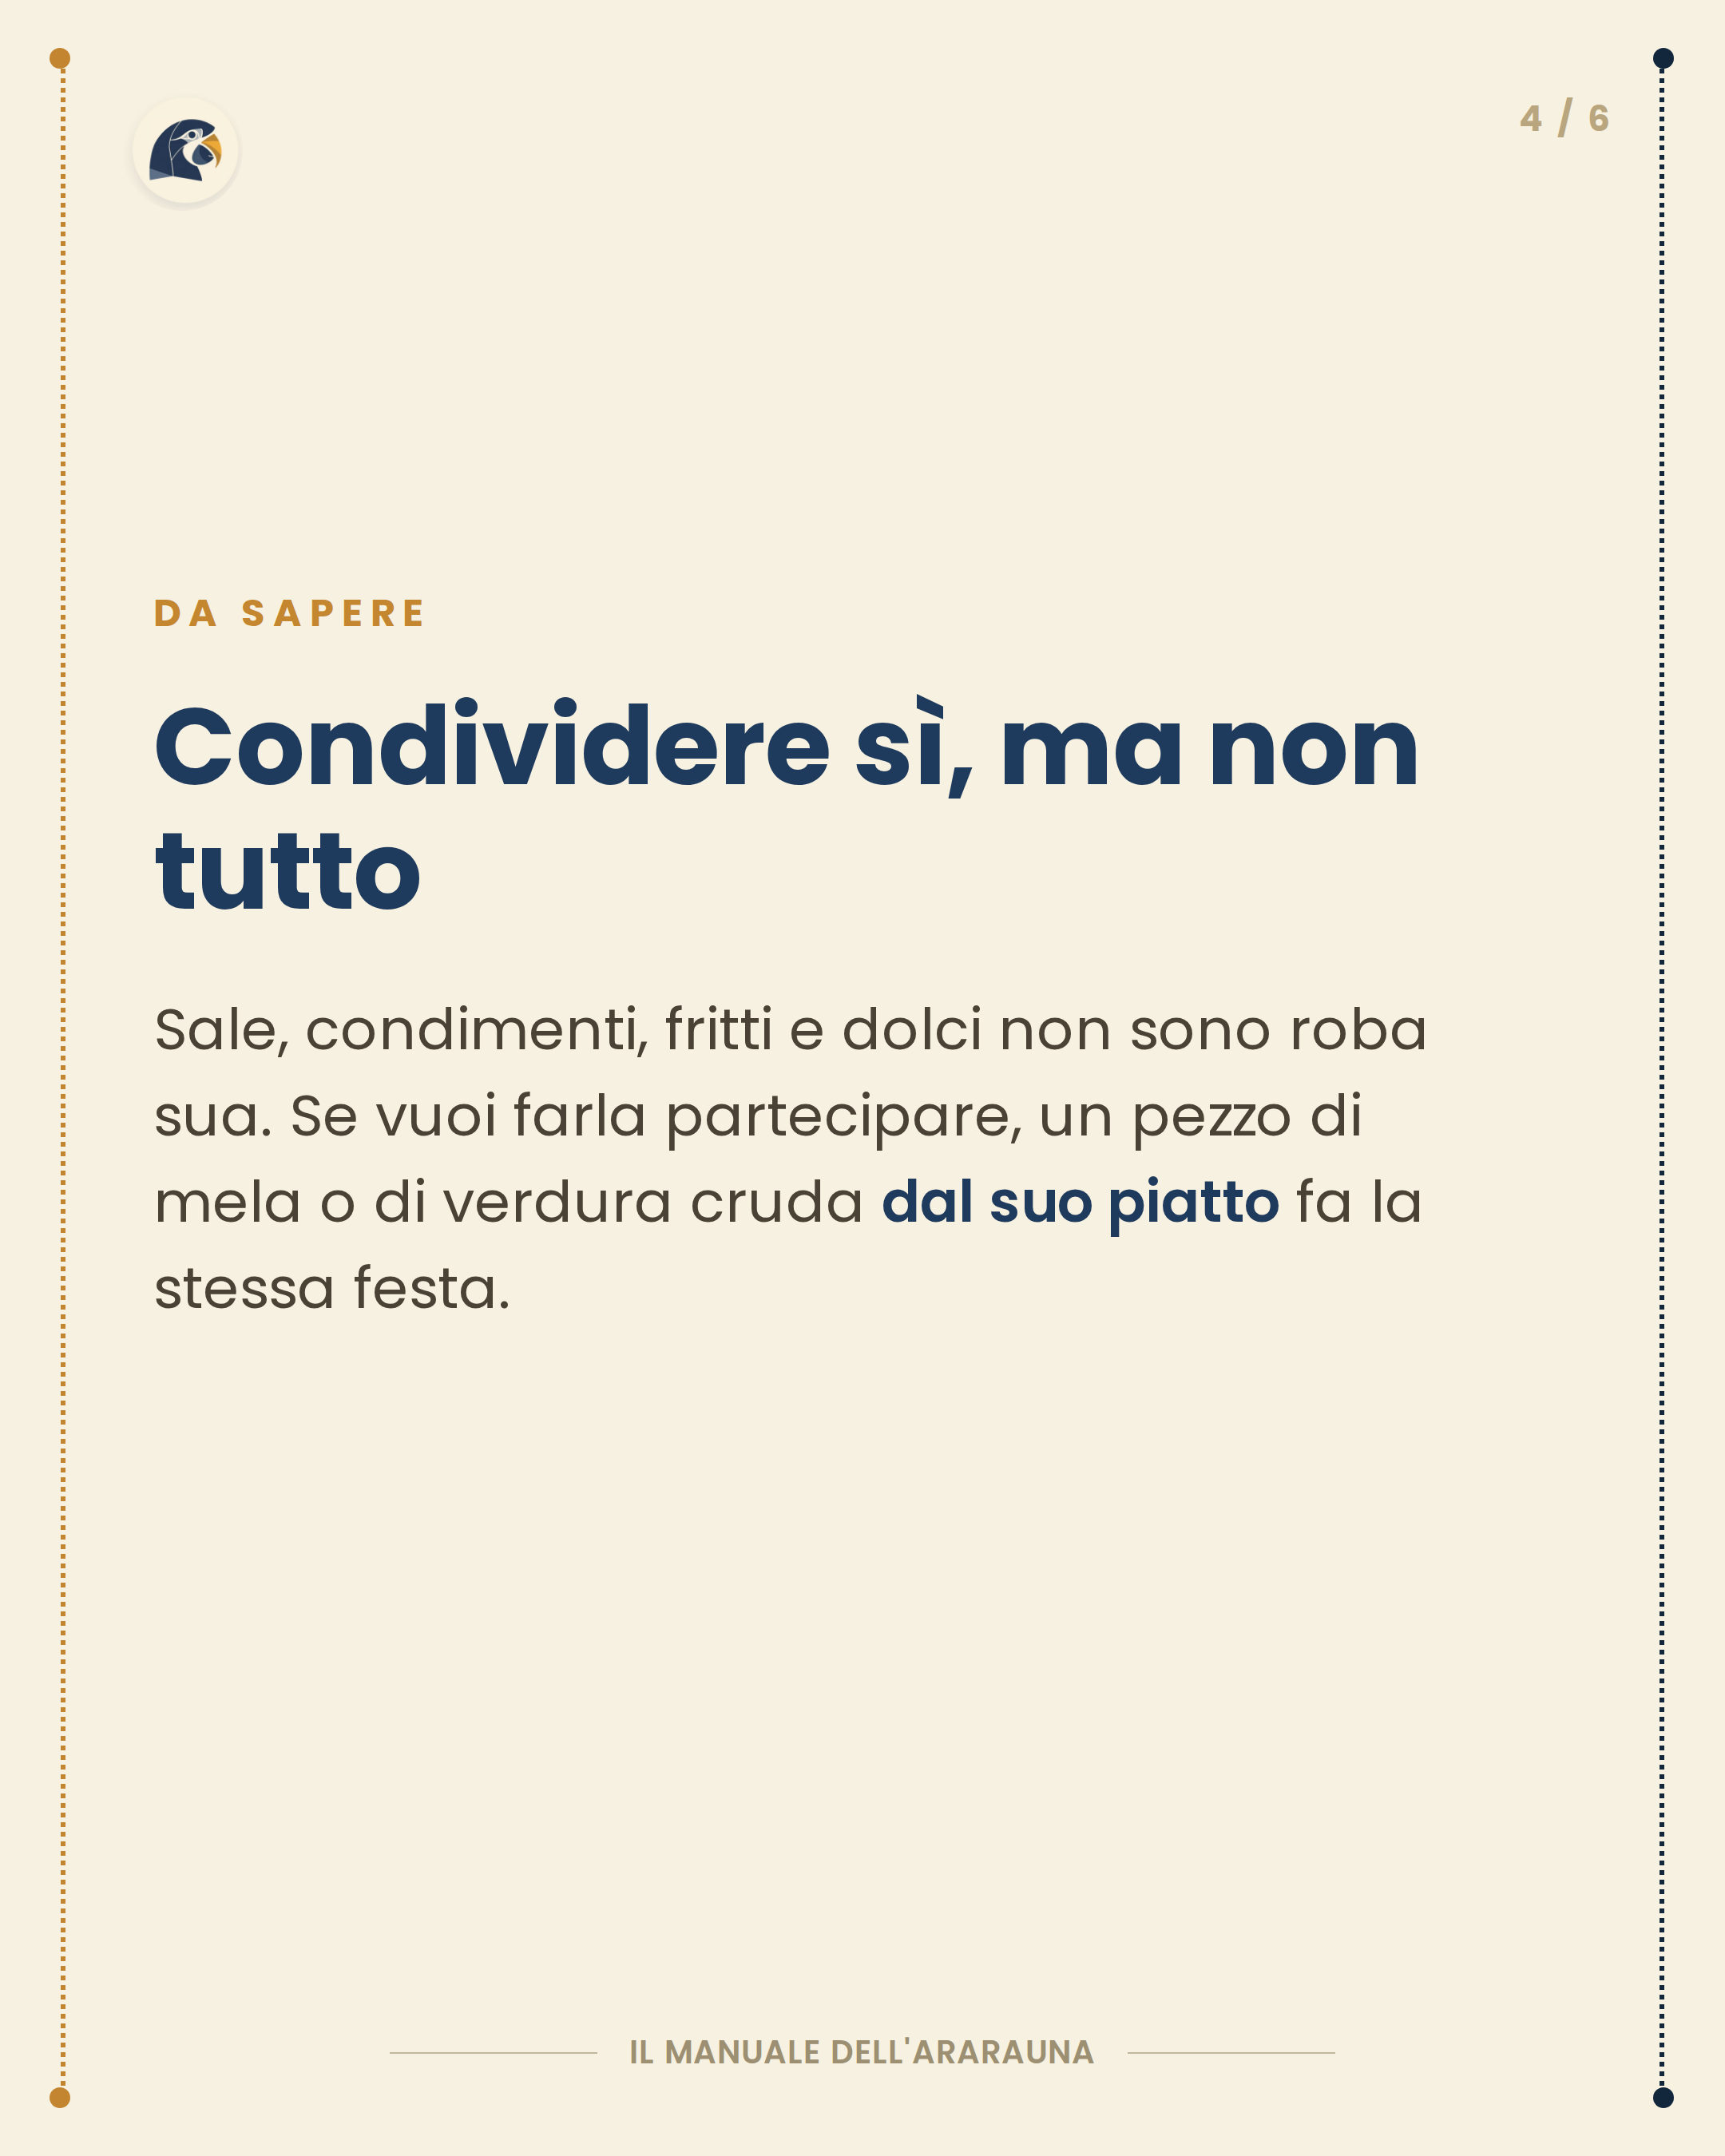 4 / 6
DA SAPERE
Condividere sì, ma non
tutto
Sale, condimenti, fritti e dolci non sono roba
sua. Se vuoi farla partecipare, un pezzo di
mela o di verdura cruda dal suo piatto fa la
stessa festa.
IL MANUALE DELL'ARARAUNA